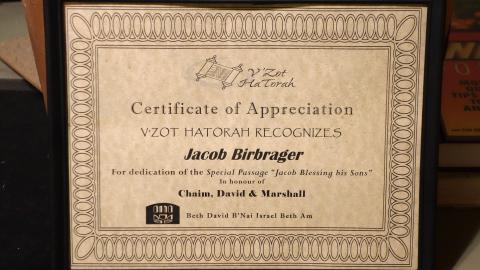 V'Zot
HaTorah
Certificate of Appreciation
V'ZOT HATORAH RECOGNIZES
Jacob Birbrager
For dedication of the Special Passage "Jacob Blessing his Sons"
In honour of
Chaim, David & Marshall
Beth David B'Nai Israel Beth Am